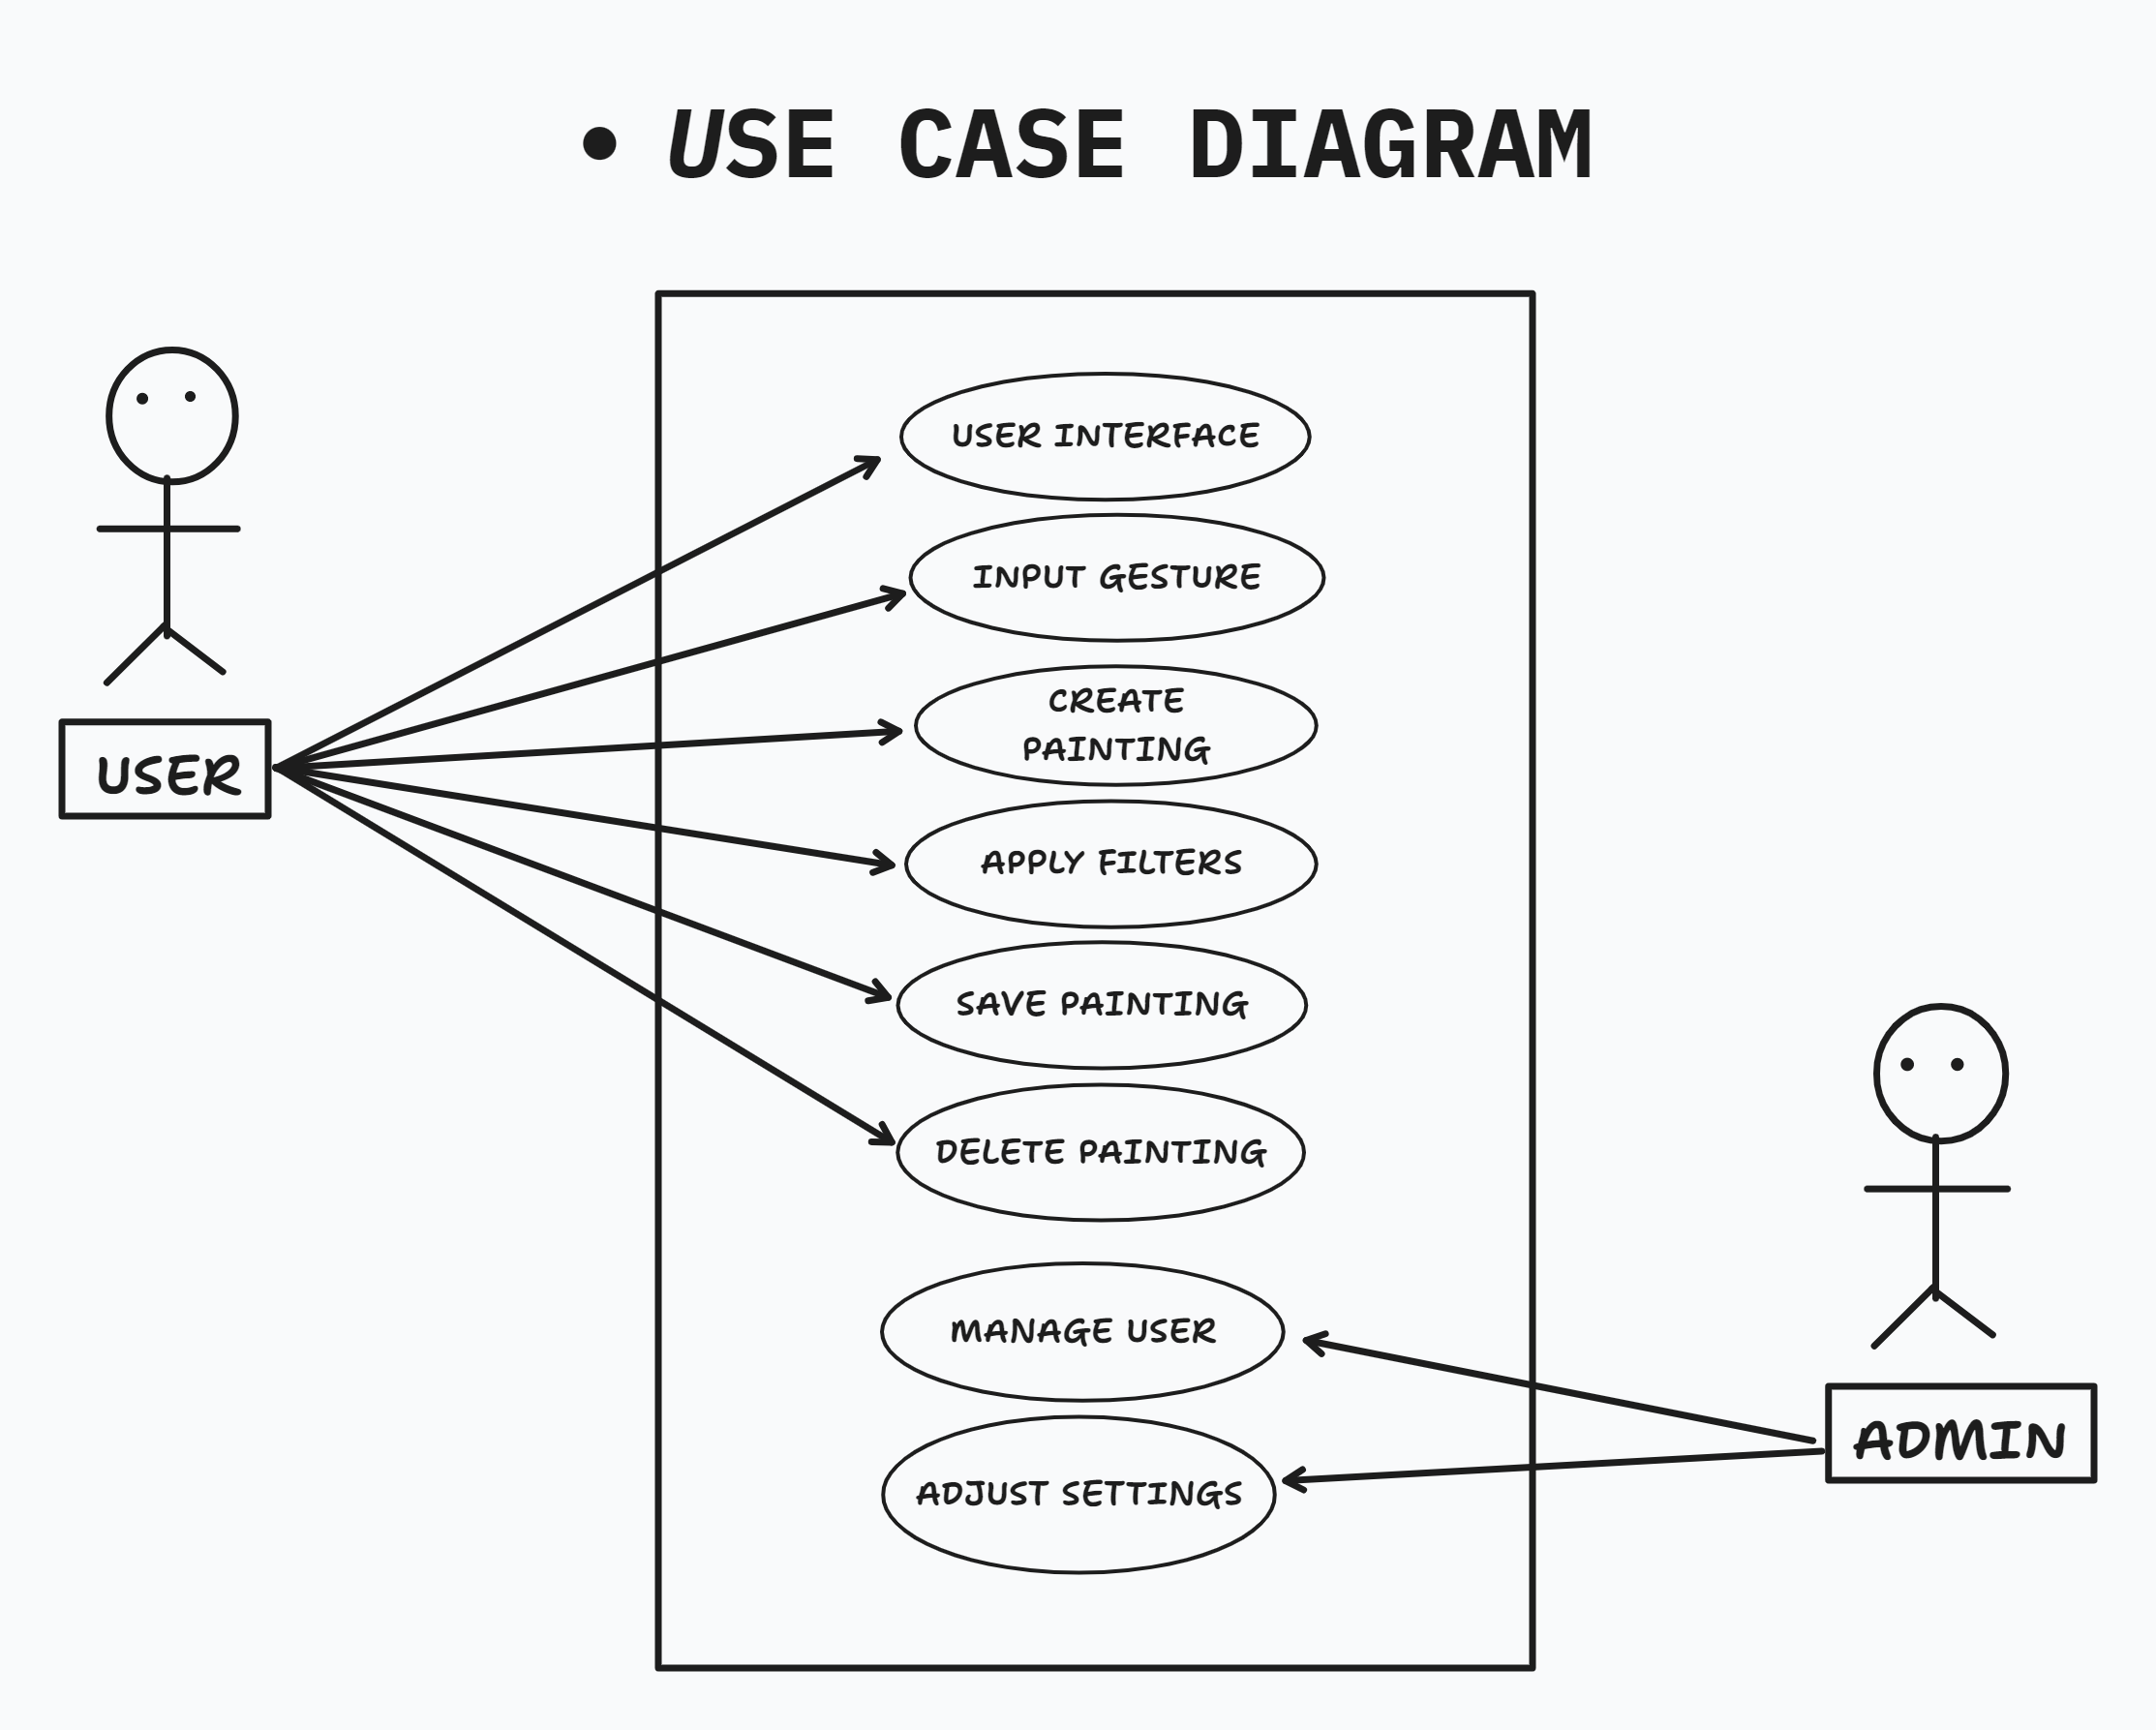 • USE CASE DIAGRAM
USER INTERFACE
INPUT GESTURE
CREATE
PAINTING
USER
APPLY FILTERS
SAVE PAINTING
DELETE PAINTING
MANAGE USER
ADMIN
ADJUST SETTINGS